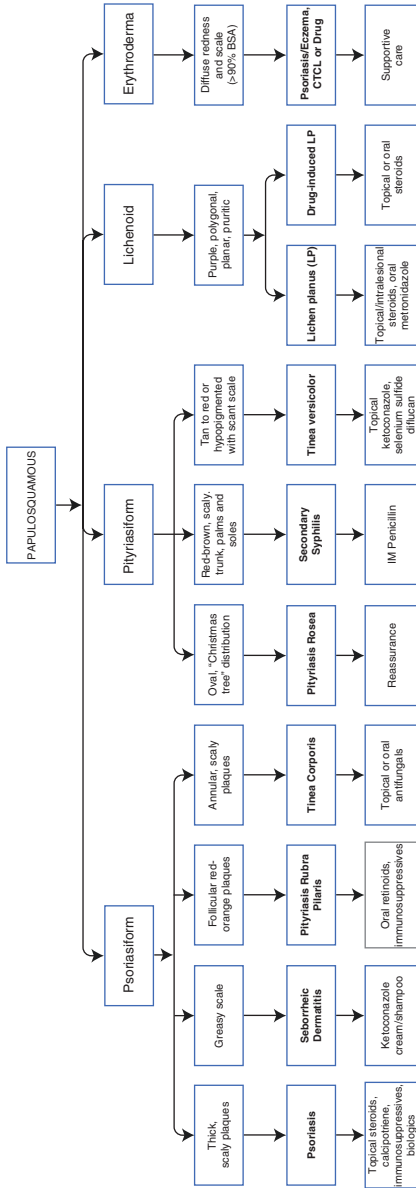 PAPULOSQUAMOUS
Psoriasiform
Pityriasiform
Lichenoid
Erythroderma
Thick,
scaly plaques
Greasy scale
Follicular red-
orange plaques
Annular, scaly
plaques
Oval, “Christmas
tree” distribution
Red-brown, scaly.
trunk, palms and
soles
Tan to red or
hypopigmented
with scant scale
Purple, polygonal,
planar, pruritic
Diffuse redness
and scale
(>90% BSA)
Psoriasis
Seborrheic
Dermatitis
Pityriasis Rubra
Pilaris
Tinea Corporis
Pityriasis Rosea
Secondary
Syphilis
Tinea versicolor
Lichen planus (LP)
Drug-induced LP
Psoriasis/Eczema,
CTCL or Drug
Topical steroids,
calcipotriene,
immunosuppressives,
biologics
Ketoconazole
cream/shampoo
Oral retinoids,
immunosuppressives
Topical or oral
antifungals
Reassurance
IM Penicillin
Topical
ketoconazole,
selenium sulfide
diflucan
Topical/intralesional
steroids, oral
metronidazole
Topical or oral
steroids
Supportive
care